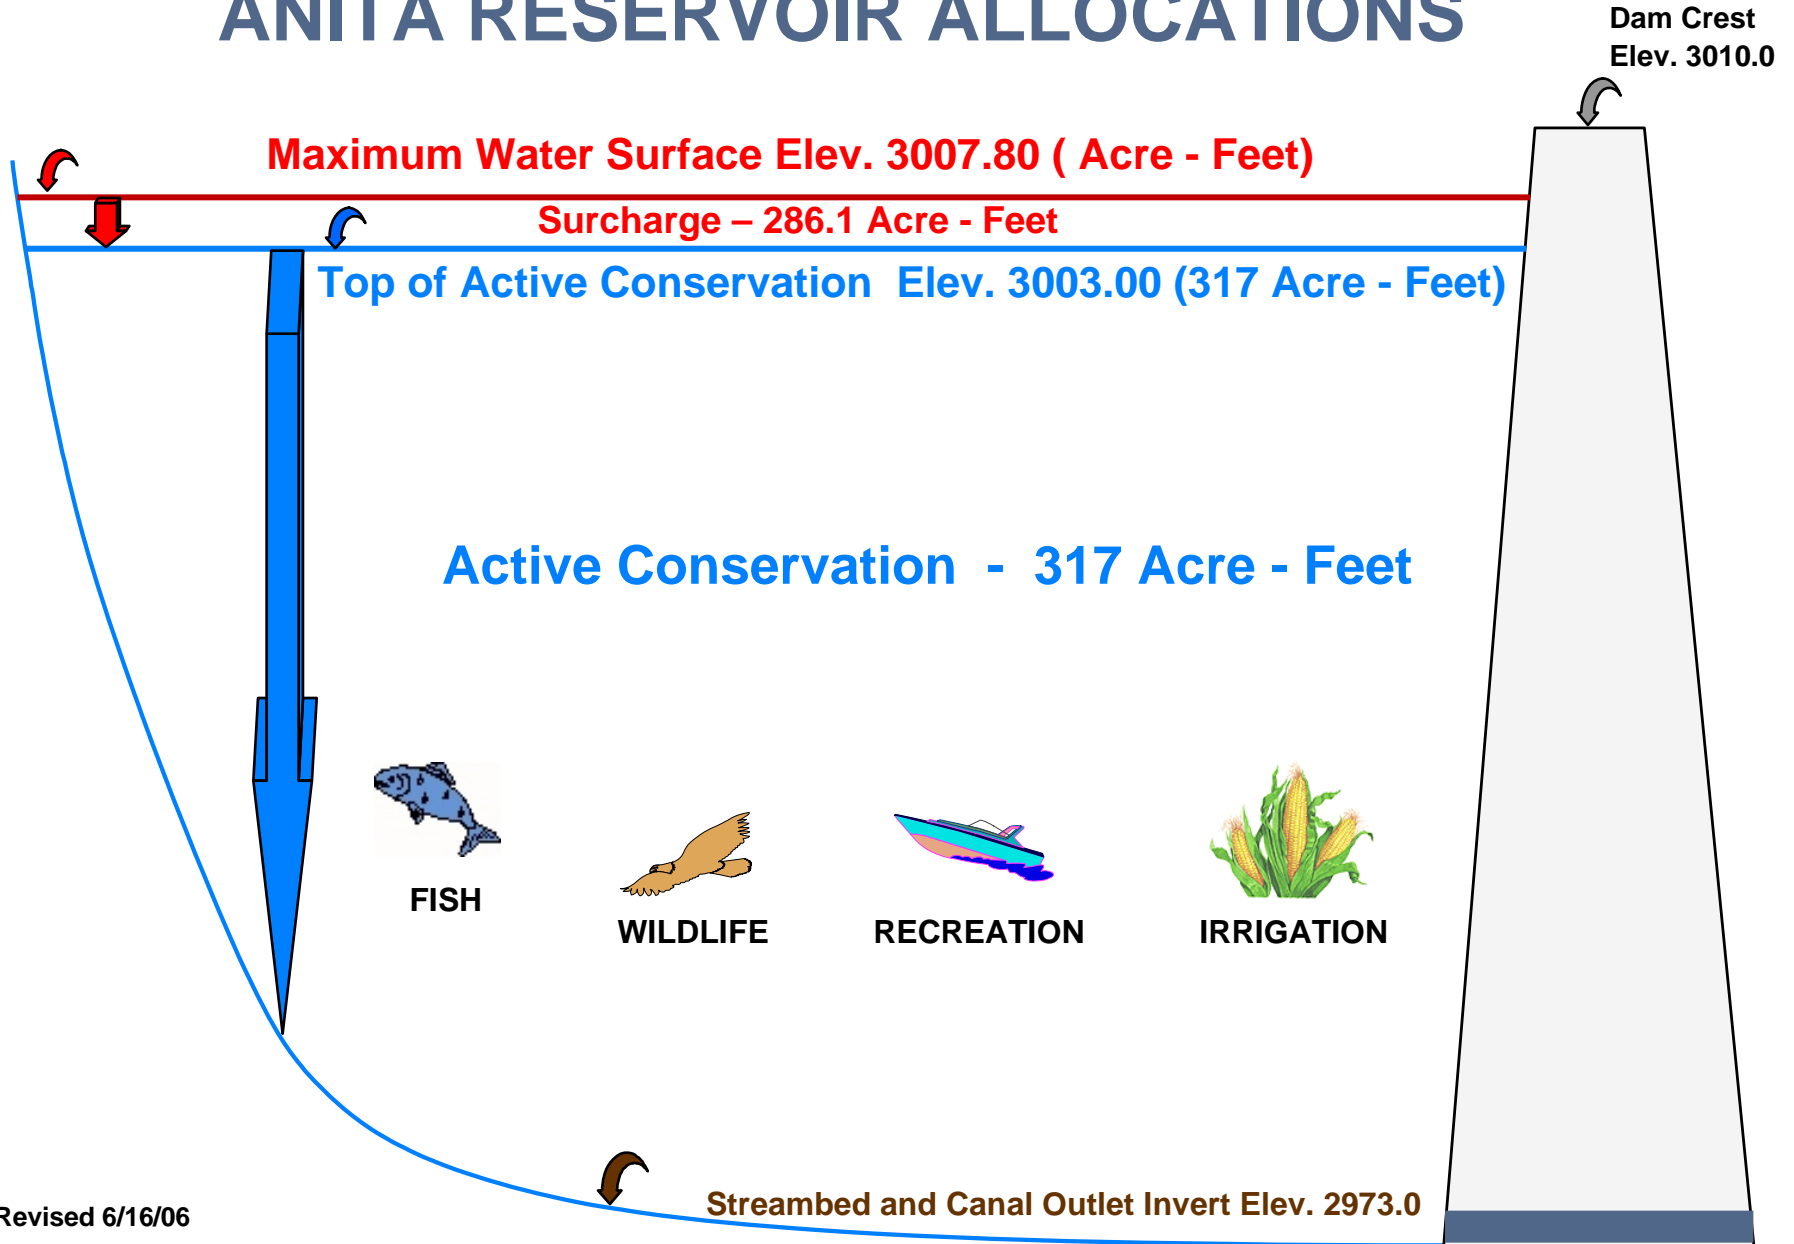 ANITA RESERVOIR ALLOCATIONS
Dam Crest
Elev. 3010.0
Maximum Water Surface Elev. 3007.80 ( Acre - Feet)
Surcharge – 286.1 Acre - Feet
Top of Active Conservation  Elev. 3003.00 (317 Acre - Feet)
Active Conservation  -  317 Acre - Feet
FISH
WILDLIFE
RECREATION
IRRIGATION
Streambed and Canal Outlet Invert Elev. 2973.0
Revised 6/16/06